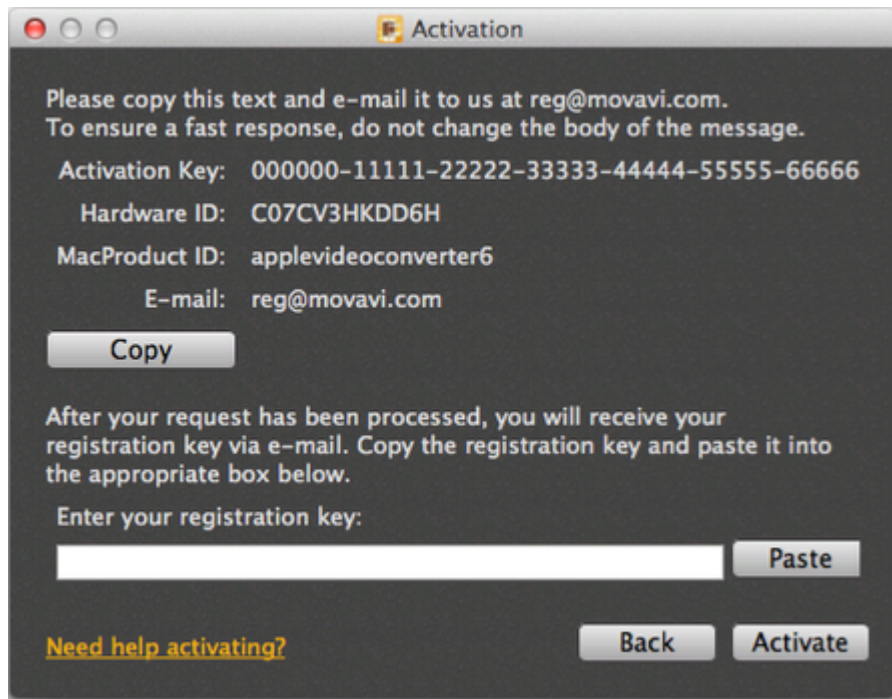 Activation
Please copy this text and e-mail it to us at reg@movavi.com.
To ensure a fast response, do not change the body of the message.
Activation Key: 000000-11111-22222-33333-44444-55555-66666
Hardware ID: C07CV3HKDD6H
MacProduct ID: applevideoconverter6
E-mail: reg@movavi.com
Copy
After your request has been processed, you will receive your
registration key via e-mail. Copy the registration key and paste it into
the appropriate box below.
Enter your registration key:
Paste
Need help activating? Back Activate